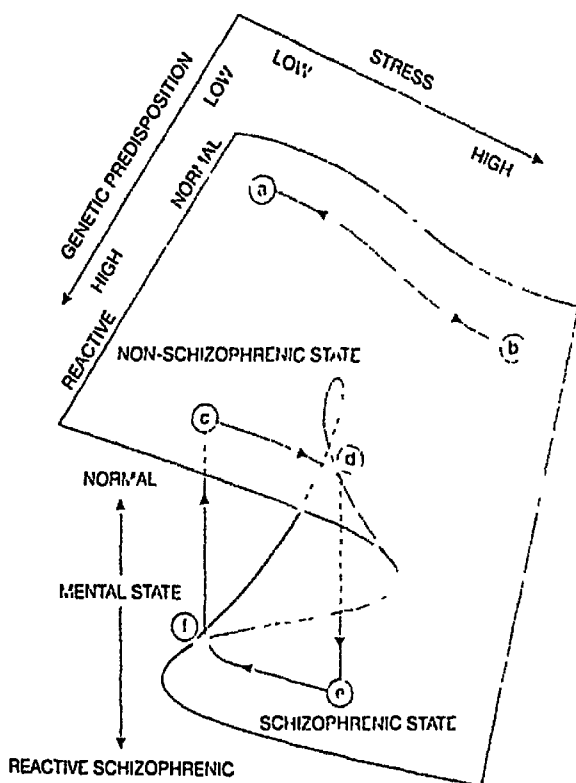 STRESS
LOW
HIGH
GENETIC PREDISPOSITION
LOW
HIGH
NORMAL
REACTIVE
a
b
NON-SCHIZOPHRENIC STATE
c
d
NORMAL
MENTAL STATE
f
e
SCHIZOPHRENIC STATE
REACTIVE SCHIZOPHRENIC